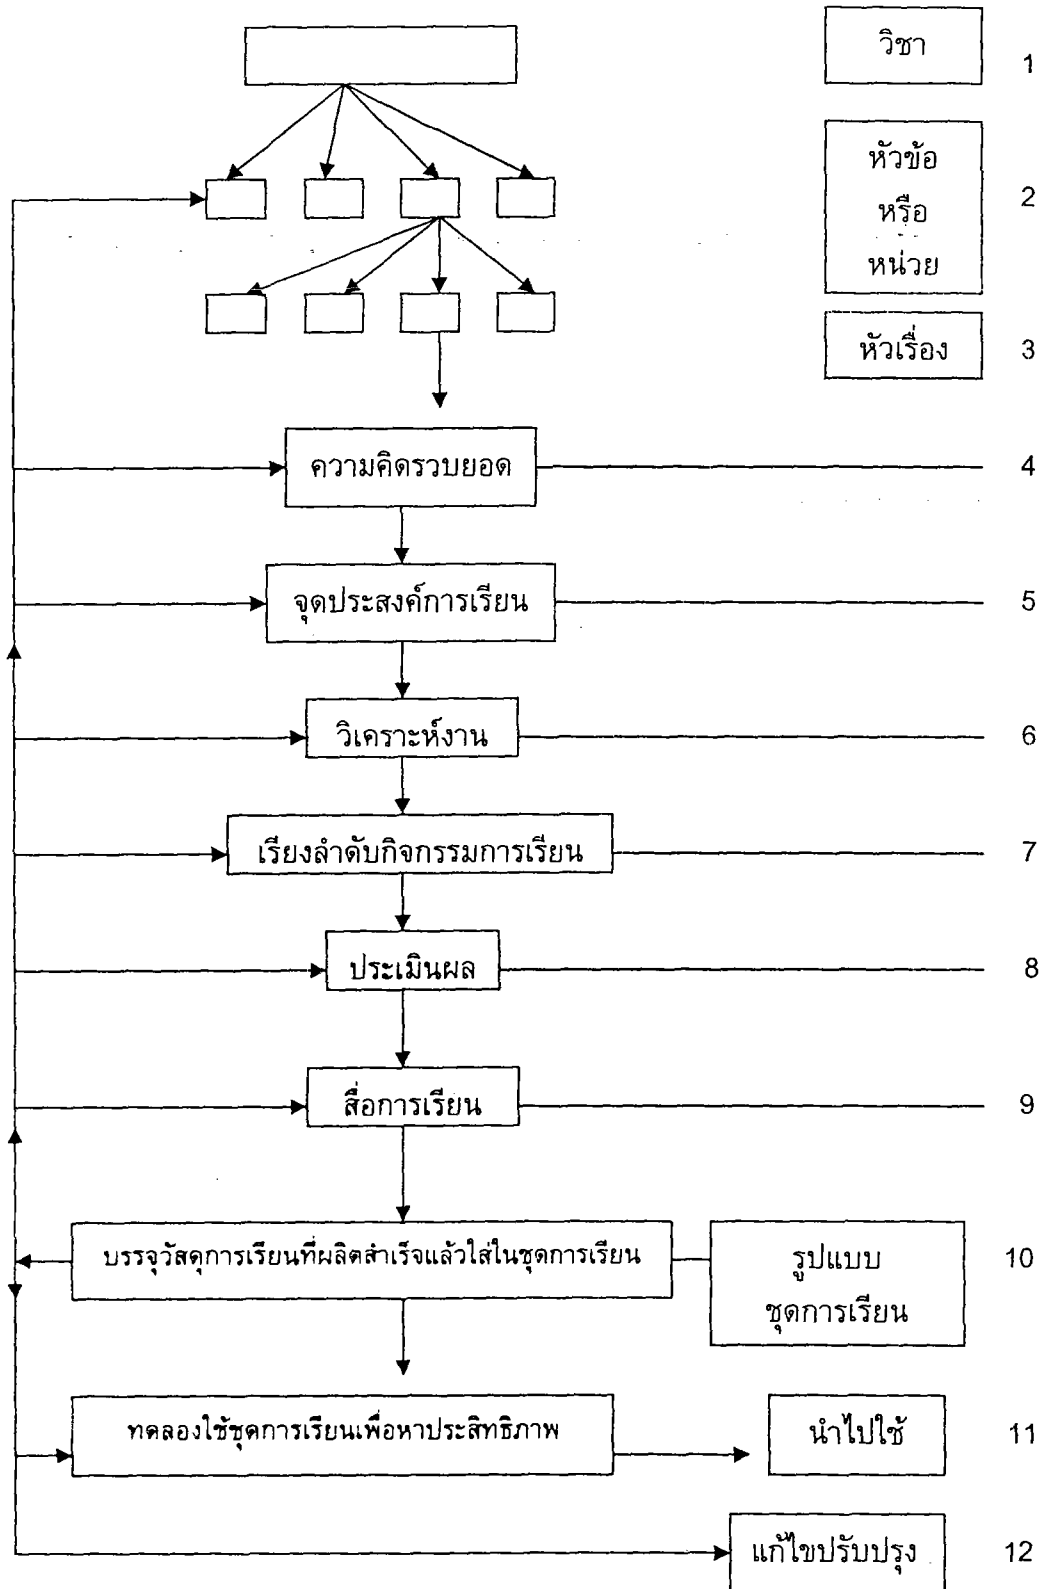 วิชา
1
หัวข้อ
หรือ
หน่วย
2
หัวเรื่อง
3
ความคิดรวบยอด
4
จุดประสงค์การเรียน
5
วิเคราะห์งาน
6
เรียงลำดับกิจกรรมการเรียน
7
ประเมินผล
8
สื่อการเรียน
9
บรรจุวัสดุการเรียนที่ผลิตสำเร็จแล้วใส่ในชุดการเรียน
รูปแบบ
ชุดการเรียน
10
ทดลองใช้ชุดการเรียนเพื่อหาประสิทธิภาพ
นำไปใช้
11
แก้ไขปรับปรุง
12